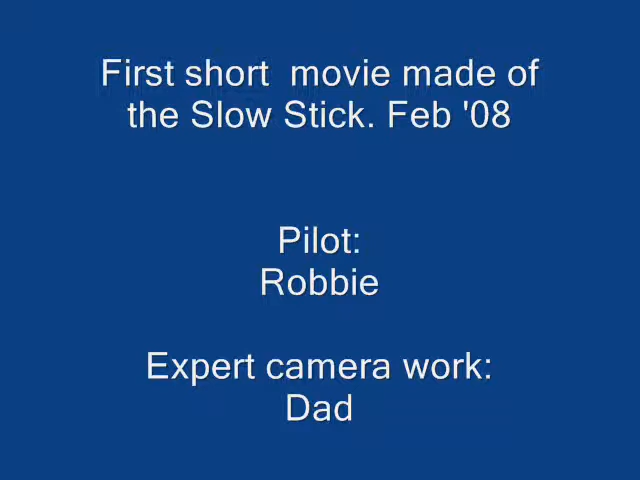 First short  movie made of
the Slow Stick. Feb '08
Pilot:
Robbie
Expert camera work:
Dad